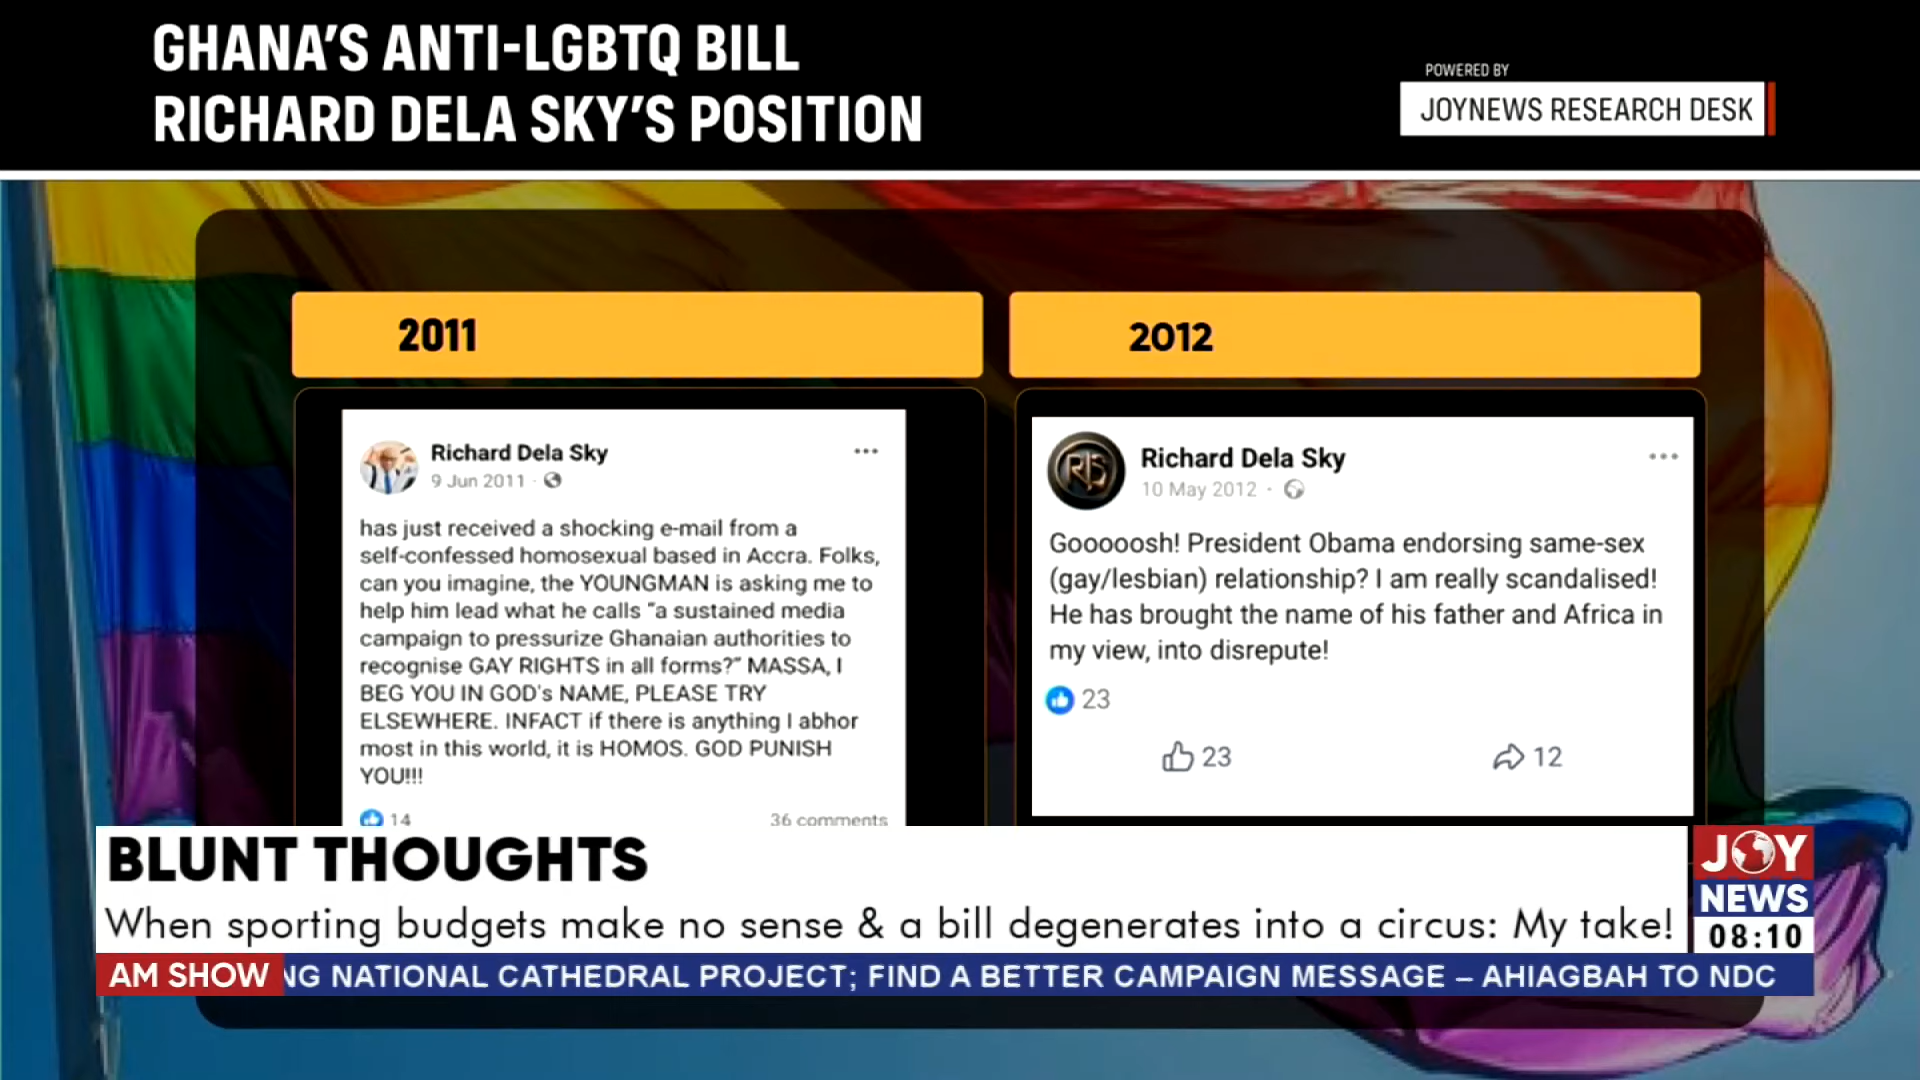 GHANA'S ANTI-LGBTQ BILL
RICHARD DELA SKY'S POSITION
POWERED BY
JOYNEWS RESEARCH DESK
2011
Richard Dela Sky
9 Jun 2011 ·
has just received a shocking e-mail from a
self-confessed homosexual based in Accra. Folks,
can you imagine, the YOUNGMAN is asking me to
help him lead what he calls "a sustained media
campaign to pressurize Ghanaian authorities to
recognise GAY RIGHTS in all forms?" MASSA, I
BEG YOU IN GOD's NAME, PLEASE TRY
ELSEWHERE. INFACT if there is anything I abhor
most in this world, it is HOMOS. GOD PUNISH
YOU!!!
14 36 comments
2012
RDS
Richard Dela Sky
10 May 2012 ·
Gooooosh! President Obama endorsing same-sex
(gay/lesbian) relationship? I am really scandalised!
He has brought the name of his father and Africa in
my view, into disrepute!
23
23 12
BLUNT THOUGHTS
When sporting budgets make no sense & a bill degenerates into a circus: My take!
JOY
NEWS
08:10
AM SHOW NG NATIONAL CATHEDRAL PROJECT; FIND A BETTER CAMPAIGN MESSAGE – AHIAGBAH TO NDC